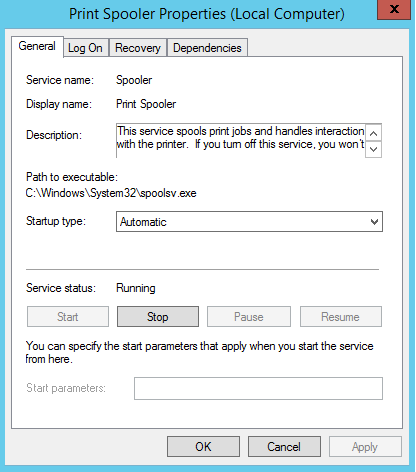 Print Spooler Properties (Local Computer)
x
General Log On Recovery Dependencies
Service name: Spooler
Display name: Print Spooler
Description: This service spools print jobs and handles interaction
with the printer. If you turn off this service, you won't
Path to executable:
C:\Windows\System32\spoolsv.exe
Startup type: Automatic
Service status: Running
Start Stop Pause Resume
You can specify the start parameters that apply when you start the service
from here.
Start parameters:
OK Cancel Apply